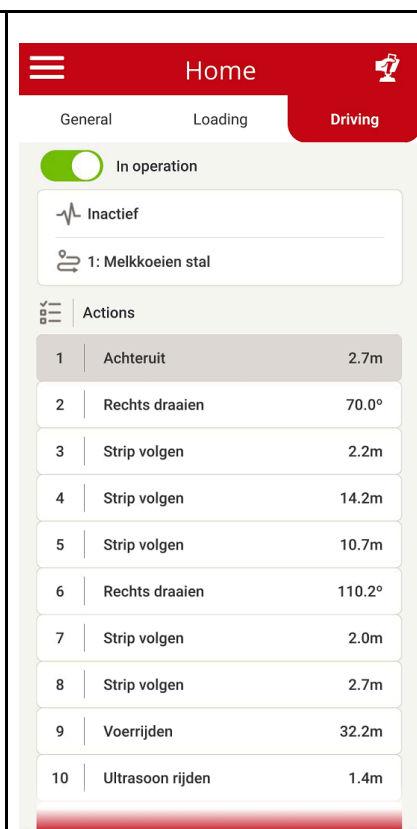 Home
General Loading Driving
In operation
Inactief
1: Melkkoeien stal
Actions
1 Achteruit 2.7m
2 Rechts draaien 70.0º
3 Strip volgen 2.2m
4 Strip volgen 14.2m
5 Strip volgen 10.7m
6 Rechts draaien 110.2º
7 Strip volgen 2.0m
8 Strip volgen 2.7m
9 Voerrijden 32.2m
10 Ultrasoon rijden 1.4m